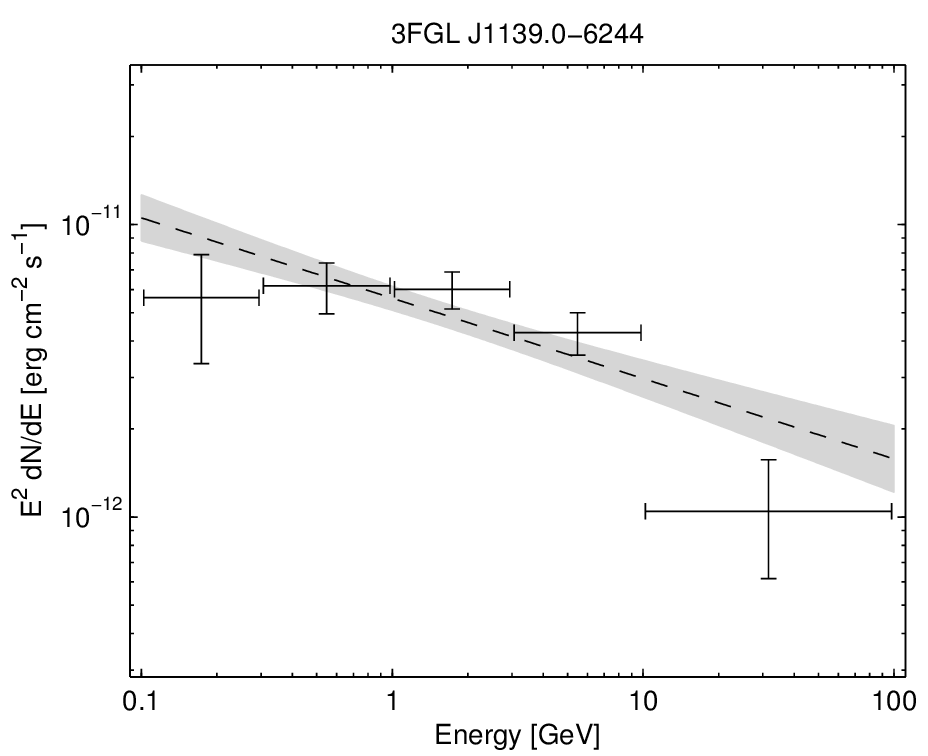 3FGL J1139.0−6244
10⁻¹¹
10⁻¹²
E² dN/dE [erg cm⁻² s⁻¹]
0.1 1 10 100
Energy [GeV]